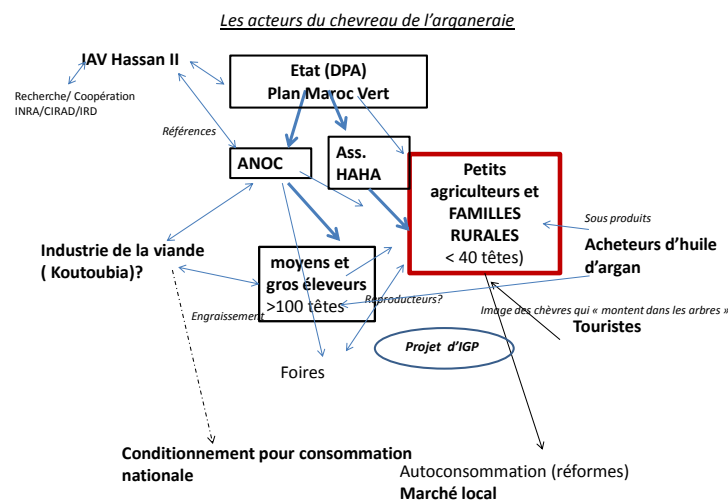 Les acteurs du chevreau de l'arganeraie
IAV Hassan II
Etat (DPA)
Plan Maroc Vert
Recherche/ Coopération
INRA/CIRAD/IRD
Références
ANOC
Ass.
HAHA
Petits
agriculteurs et
FAMILLES
RURALES
< 40 têtes)
Sous produits
Acheteurs d'huile
d'argan
Industrie de la viande
( Koutoubia)?
moyens et
gros éleveurs
>100 têtes
Engraissement
Reproducteurs?
Image des chèvres qui « montent dans les arbres »
Touristes
Projet d'IGP
Foires
Conditionnement pour consommation
nationale
Autoconsommation (réformes)
Marché local